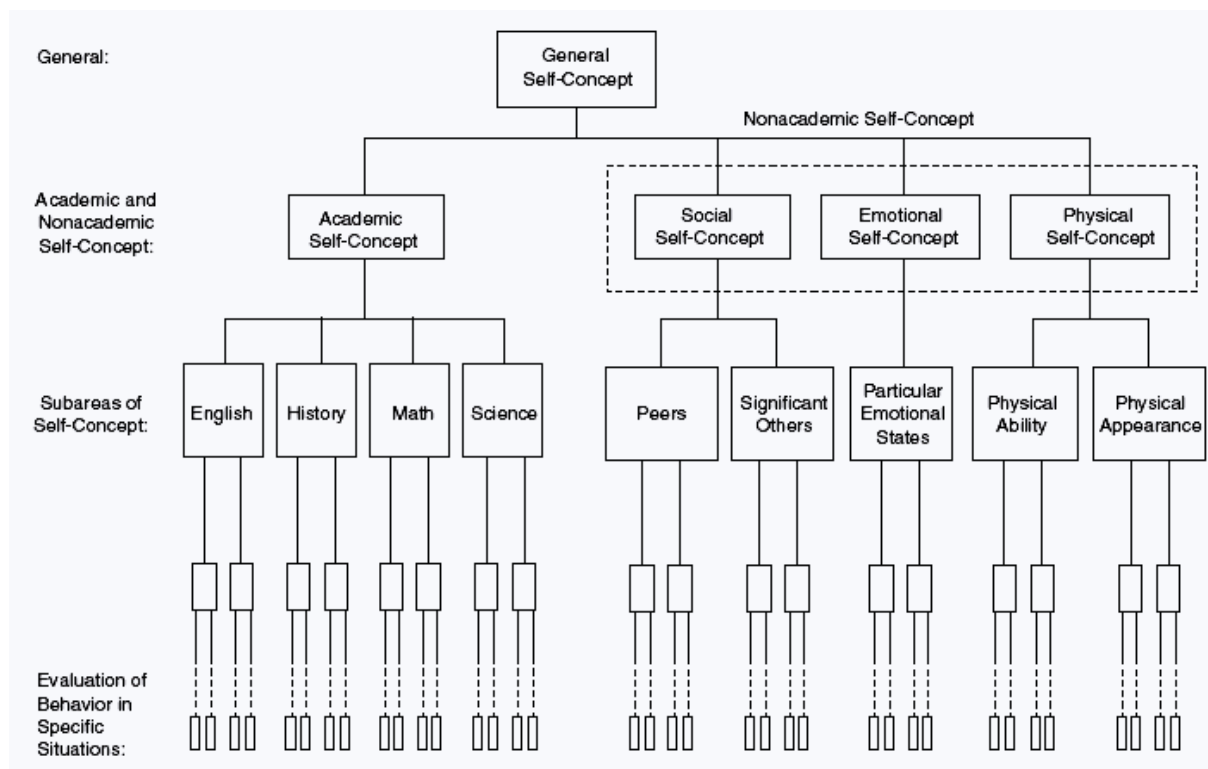 General:
General
Self-Concept
Nonacademic Self-Concept
Academic and
Nonacademic
Self-Concept:
Academic
Self-Concept
Social
Self-Concept
Emotional
Self-Concept
Physical
Self-Concept
Subareas of
Self-Concept:
English
History
Math
Science
Peers
Significant
Others
Particular
Emotional
States
Physical
Ability
Physical
Appearance
Evaluation of
Behavior in
Specific
Situations: